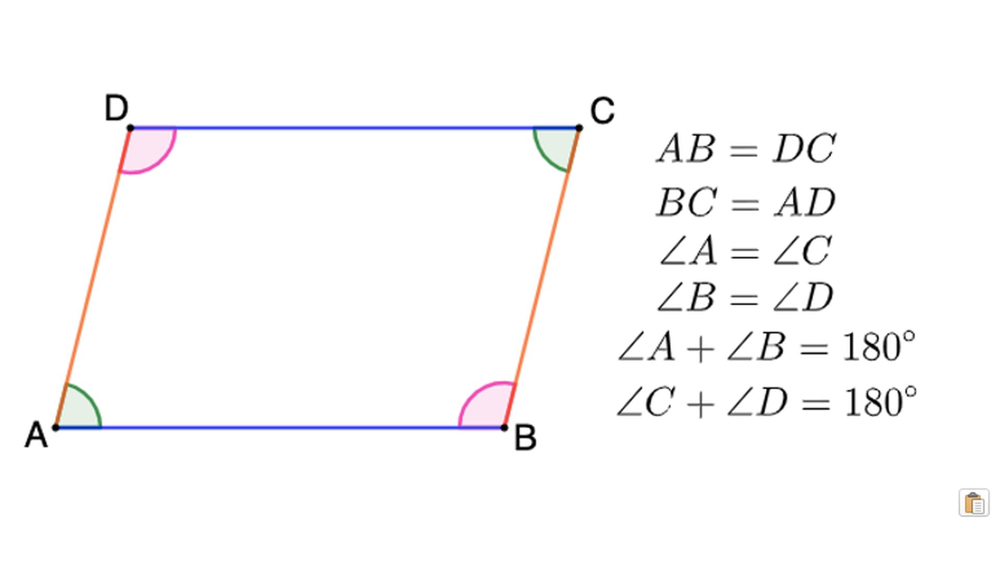 D
C
A
B
AB = DC
BC = AD
∠A = ∠C
∠B = ∠D
∠A + ∠B = 180°
∠C + ∠D = 180°